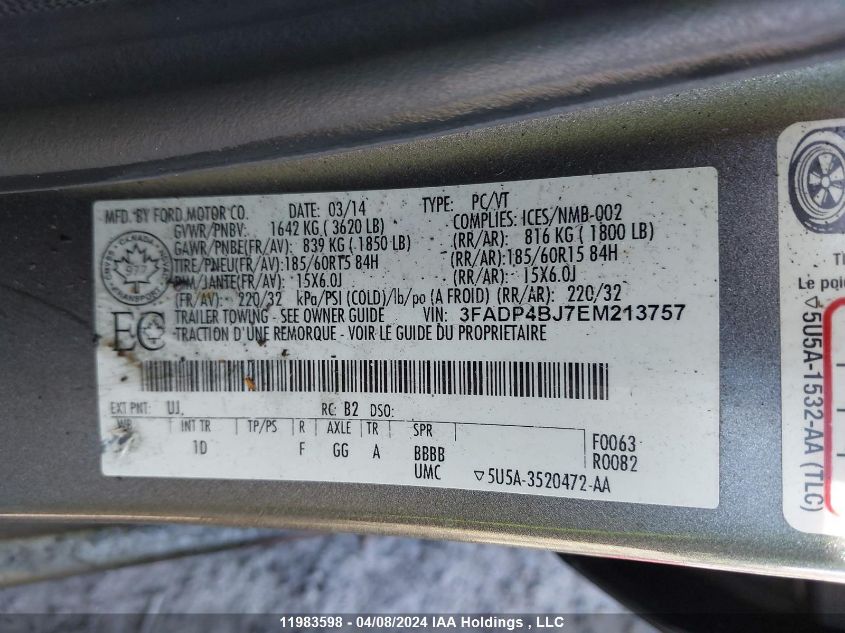 MFD. BY FORD MOTOR CO. DATE: 03/14 TYPE: PC/VT
GVWR/PNBV: 1642 KG ( 3620 LB) COMPLIES: ICES/NMB-002
GAWR/PNBE(FR/AV): 839 KG ( 1850 LB) (RR/AR): 816 KG ( 1800 LB)
TIRE/PNEU(FR/AV):185/60R15 84H (RR/AR):185/60R15 84H
RIM/JANTE(FR/AV): 15X6.0J (RR/AR): 15X6.0J
(FR/AV): 220/32 kPa/PSI (COLD)/lb/po (A FROID) (RR/AR): 220/32
TRAILER TOWING - SEE OWNER GUIDE VIN: 3FADP4BJ7EM213757
TRACTION D'UNE REMORQUE - VOIR LE GUIDE DU PROPRIETAIRE
CANADA
977
TRANSPORT
EC
EXT PNT: UJ, RC: B2 DSO:
WB INT TR TP/PS R AXLE TR SPR
1D F GG A BBBB
UMC
F0063
R0082
▽5U5A-3520472-AA
Le poi
▽5U5A-1532-AA (TLC)
11983598 - 04/08/2024 IAA Holdings , LLC